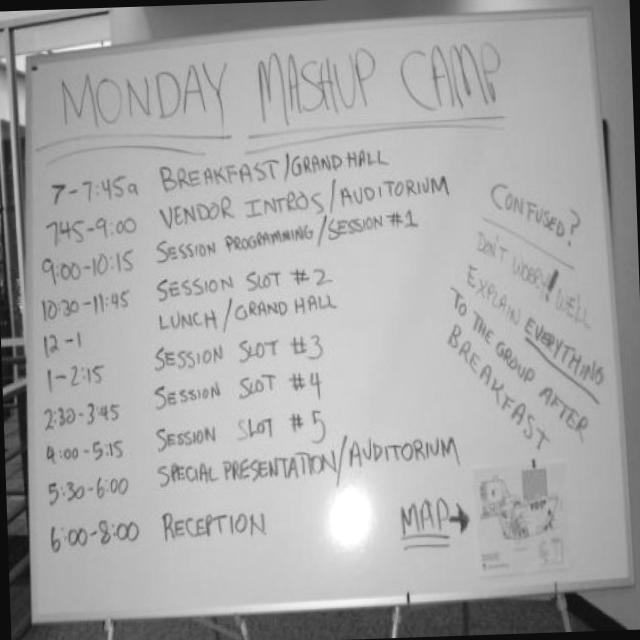 MONDAY MASHUP CAMP
7-7:45a BREAKFAST/GRAND HALL
745-9:00 VENDOR INTROS/AUDITORIUM
9:00-10:15 SESSION PROGRAMMING/SESSION #1
10:30-11:45 SESSION SLOT #2
12-1 LUNCH/GRAND HALL
1-2:15 SESSION SLOT #3
2:30-3:45 SESSION SLOT #4
4:00-5:15 SESSION SLOT #5
5:30-6:00 SPECIAL PRESENTATION/AUDITORIUM
6:00-8:00 RECEPTION
CONFUSED?
DON'T WORRY! WE'LL
EXPLAIN EVERYTHING
TO THE GROUP AFTER
BREAKFAST
MAP→